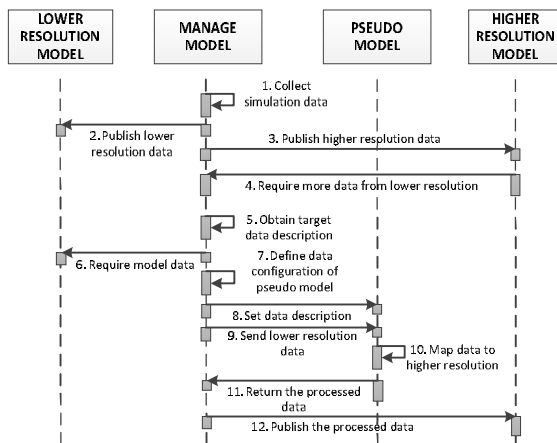 LOWER
RESOLUTION
MODEL
MANAGE
MODEL
PSEUDO
MODEL
HIGHER
RESOLUTION
MODEL
1. Collect
simulation data
2. Publish lower
resolution data
3. Publish higher resolution data
4. Require more data from lower resolution
5. Obtain target
data description
6. Require model data
7. Define data
configuration of
pseudo model
8. Set data description
9. Send lower resolution
data
10. Map data to
higher resolution
11. Return the processed
data
12. Publish the processed data